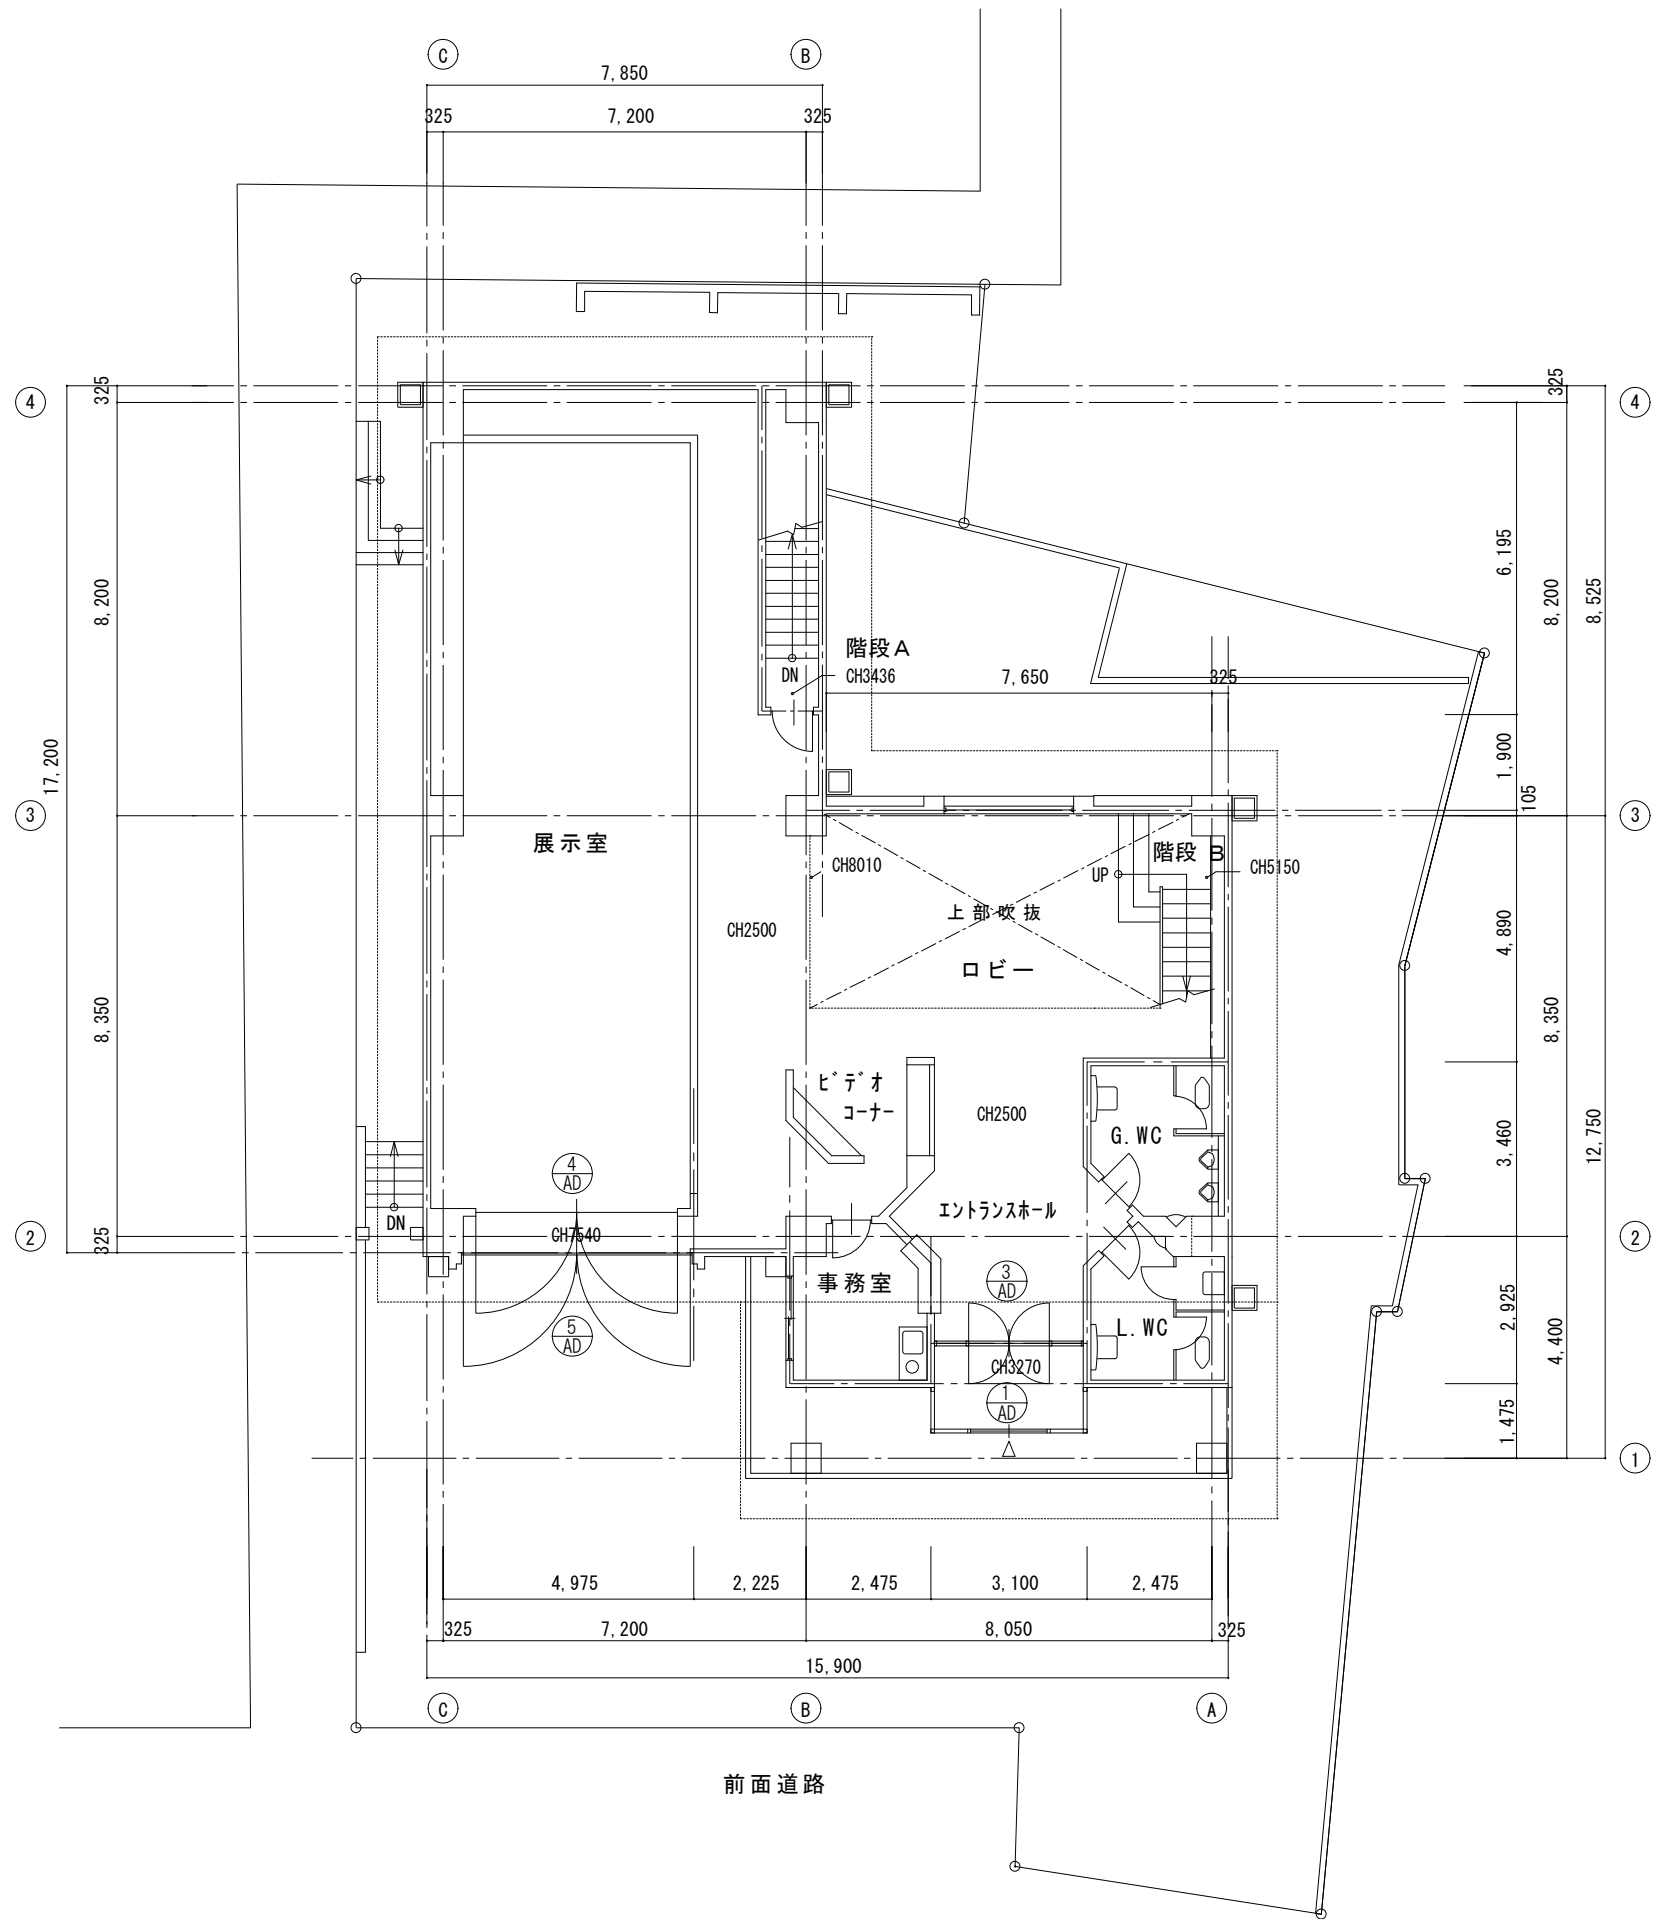 C
B
7,850
325
7,200
325
4
325
325
4
6,195
8,200
8,200
8,525
階段A
DN
CH3436
7,650
325
17,200
1,900
105
3
3
展示室
CH8010
階段 B
UP
CH5150
上部吹抜
CH2500
4,890
ロビー
8,350
8,350
ビデオ
コーナー
CH2500
G.WC
3,460
12,750
4
AD
エントランスホール
DN
CH7540
2
325
2
事務室
3
AD
5
AD
L.WC
2,925
4,400
CH3270
1
AD
1,475
1
4,975
2,225
2,475
3,100
2,475
325
7,200
8,050
325
15,900
C
B
A
前面道路